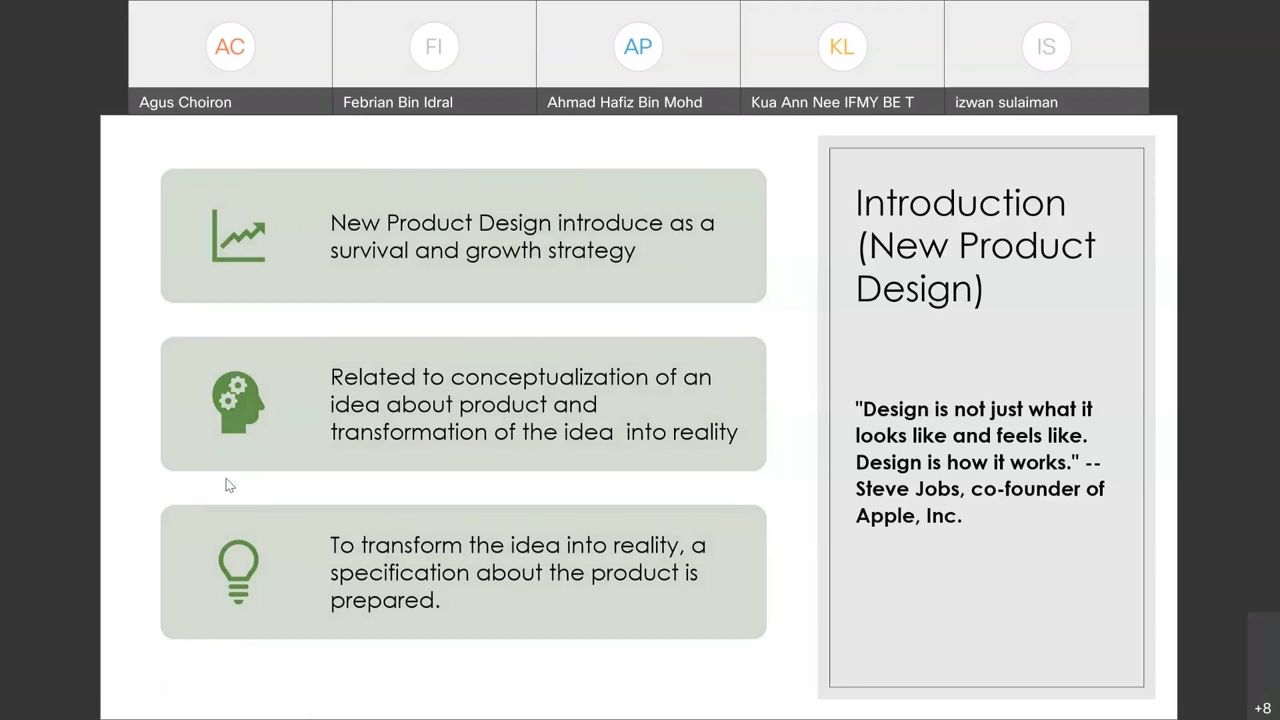 AC
FI
AP
KL
IS
Agus Choiron
Febrian Bin Idral
Ahmad Hafiz Bin Mohd
Kua Ann Nee IFMY BE T
izwan sulaiman
New Product Design introduce as a
survival and growth strategy
Related to conceptualization of an
idea about product and
transformation of the idea  into reality
To transform the idea into reality, a
specification about the product is
prepared.
Introduction
(New Product
Design)
"Design is not just what it
looks like and feels like.
Design is how it works." --
Steve Jobs, co-founder of
Apple, Inc.
+8